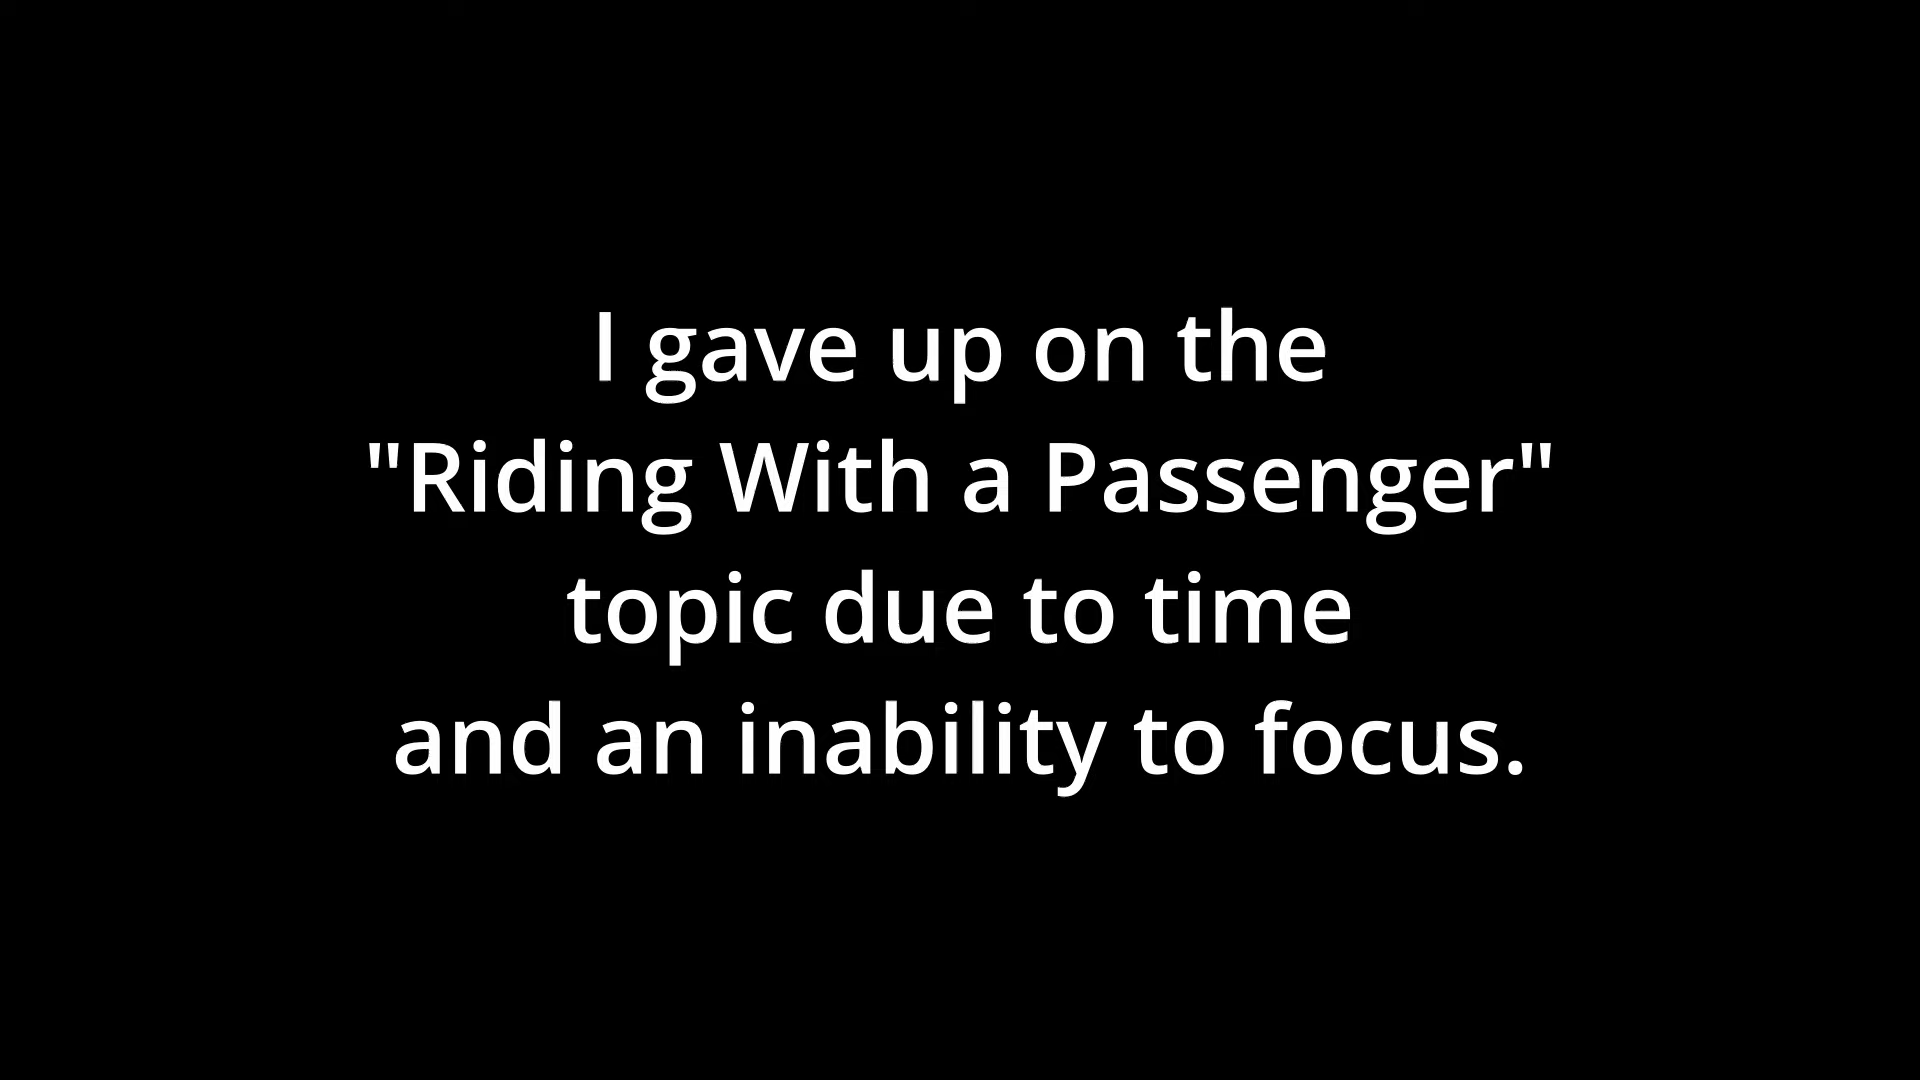 I gave up on the
"Riding With a Passenger"
topic due to time
and an inability to focus.